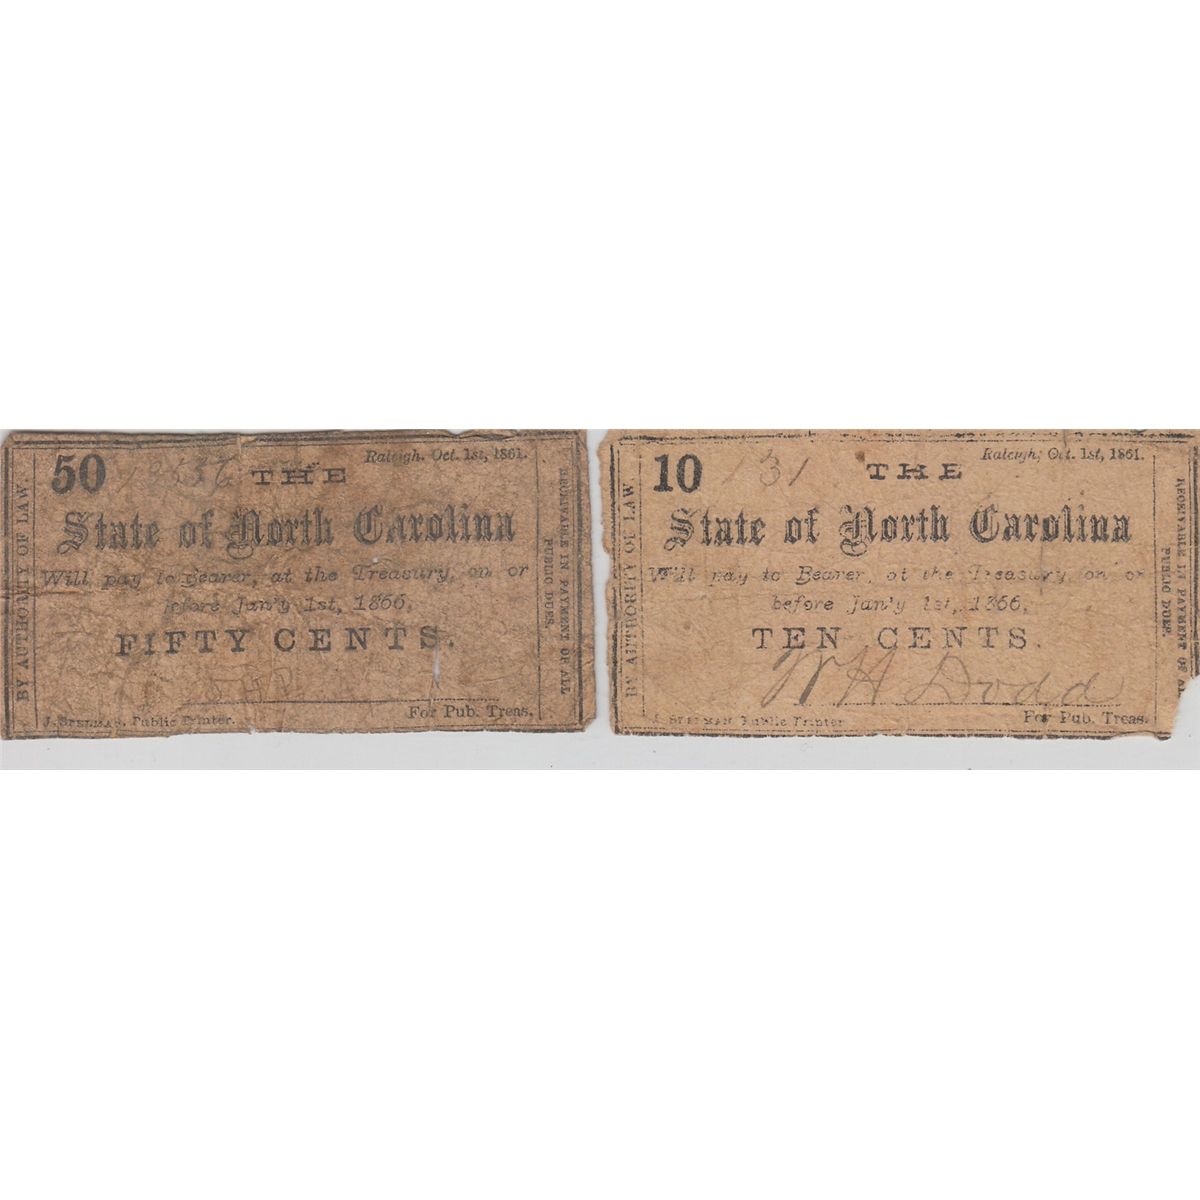 50
THE
Raleigh, Oct. 1st, 1861.
State of North Carolina
Will pay to Bearer, at the Treasury, on or
before Jan'y 1st, 1866,
FIFTY CENTS.
For Pub. Treas.
J. SPELMAN, Public Printer.
BY AUTHORITY OF LAW.
RECEIVABLE IN PAYMENT OF ALL
PUBLIC DUES.
10
31
THE
Raleigh, Oct. 1st, 1861.
State of North Carolina
Will pay to Bearer, at the Treasury, on or
before Jan'y 1st, 1866,
TEN CENTS.
W H Dodd
For Pub. Treas.
J. SPELMAN Public Printer
BY AUTHORITY OF LAW.
RECEIVABLE IN PAYMENT OF ALL
PUBLIC DUES.